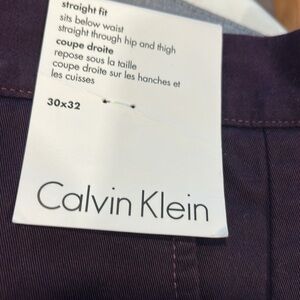 straight fit
sits below waist
straight through hip and thigh
coupe droite
repose sous la taille
coupe droite sur les hanches et
les cuisses
30x32
Calvin Klein